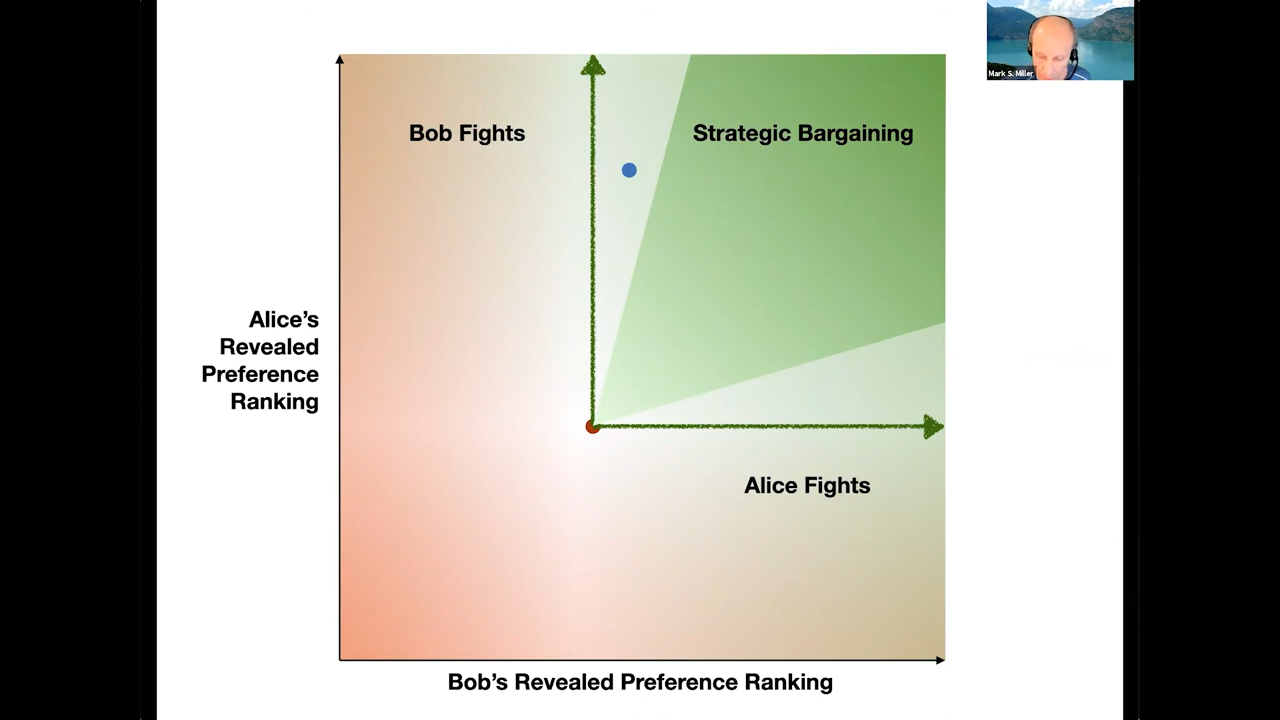 Mark S. Miller
Bob Fights
Strategic Bargaining
Alice’s
Revealed
Preference
Ranking
Alice Fights
Bob’s Revealed Preference Ranking